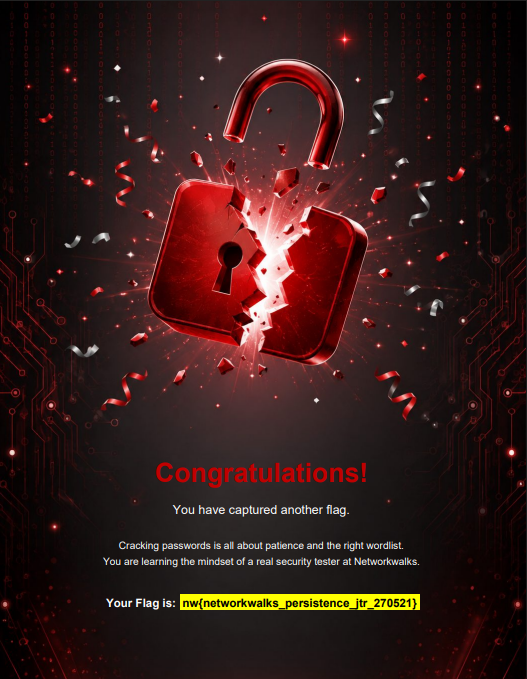 Congratulations!
You have captured another flag.
Cracking passwords is all about patience and the right wordlist.
You are learning the mindset of a real security tester at Networkwalks.
Your Flag is: nw{networkwalks_persistence_jtr_270521}